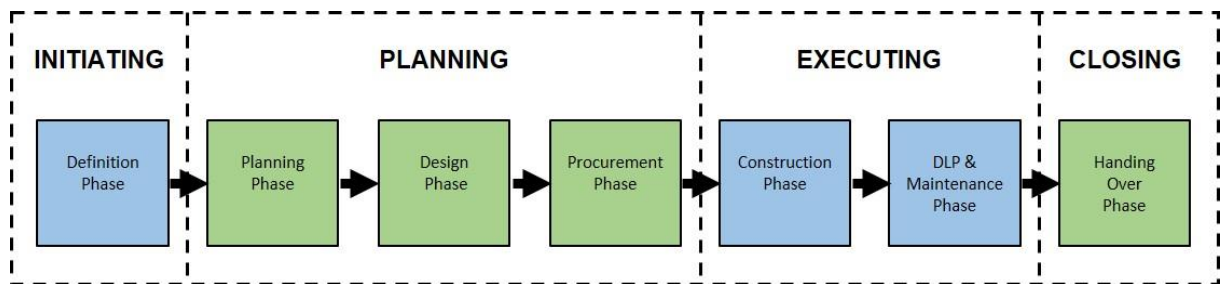 INITIATING
PLANNING
EXECUTING
CLOSING
Definition
Phase
Planning
Phase
Design
Phase
Procurement
Phase
Construction
Phase
DLP &
Maintenance
Phase
Handing
Over
Phase